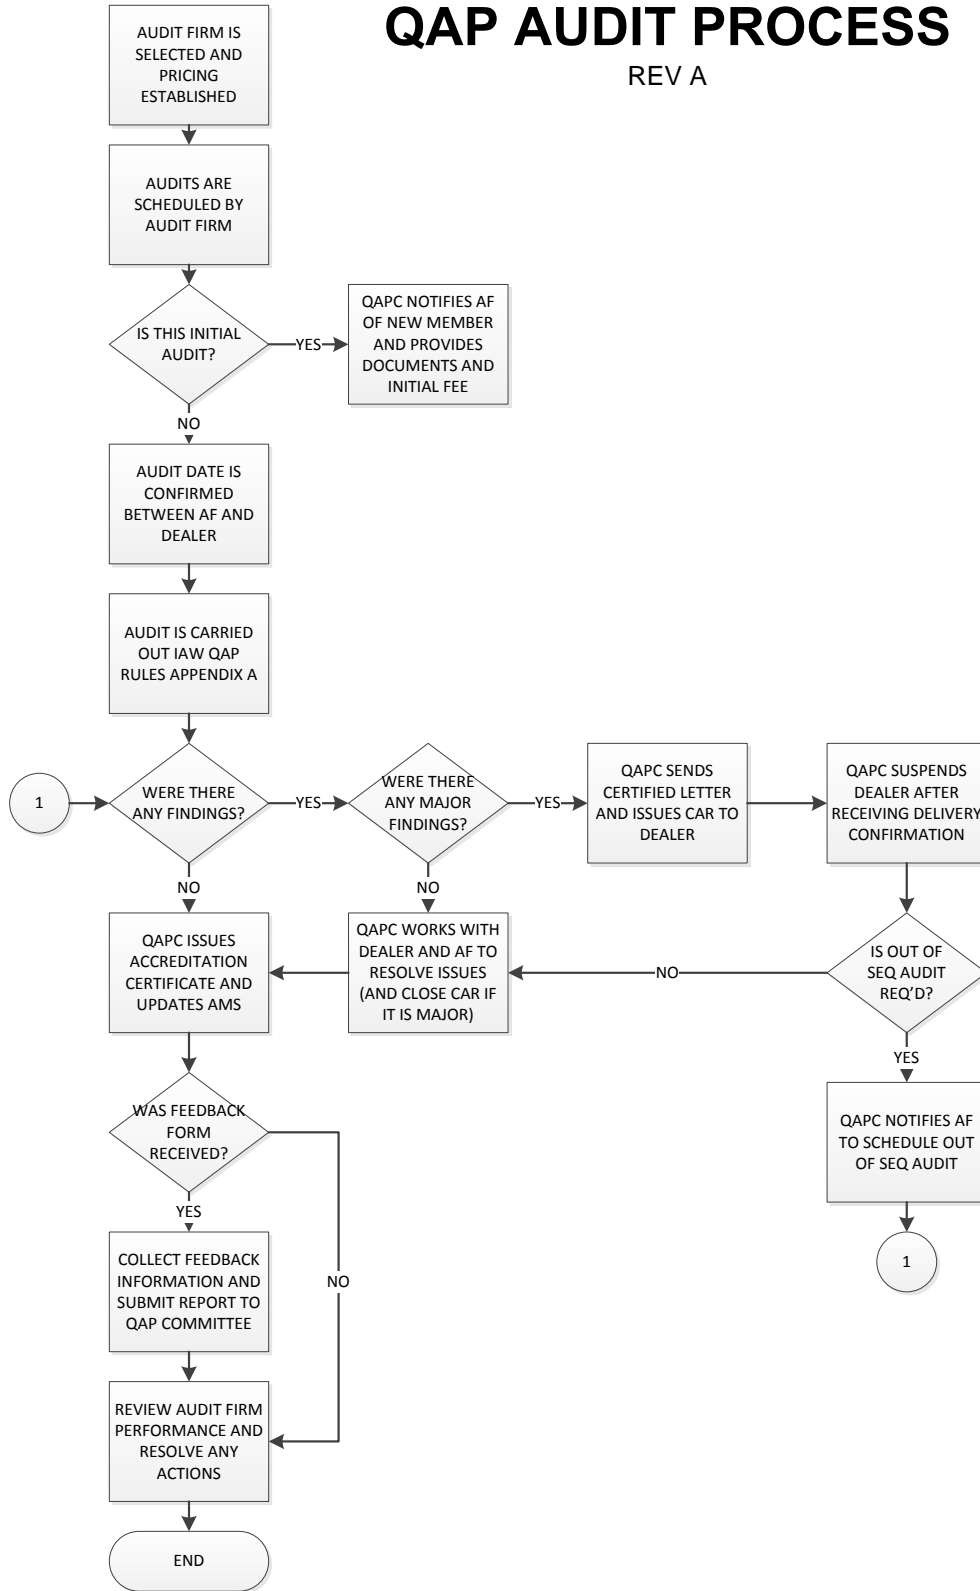 QAP AUDIT PROCESS
REV A
AUDIT FIRM IS
SELECTED AND
PRICING
ESTABLISHED
AUDITS ARE
SCHEDULED BY
AUDIT FIRM
IS THIS INITIAL
AUDIT?
YES
QAPC NOTIFIES AF
OF NEW MEMBER
AND PROVIDES
DOCUMENTS AND
INITIAL FEE
NO
AUDIT DATE IS
CONFIRMED
BETWEEN AF AND
DEALER
AUDIT IS CARRIED
OUT IAW QAP
RULES APPENDIX A
1
WERE THERE
ANY FINDINGS?
YES
WERE THERE
ANY MAJOR
FINDINGS?
YES
QAPC SENDS
CERTIFIED LETTER
AND ISSUES CAR TO
DEALER
QAPC SUSPENDS
DEALER AFTER
RECEIVING DELIVERY
CONFIRMATION
NO
NO
QAPC ISSUES
ACCREDITATION
CERTIFICATE AND
UPDATES AMS
QAPC WORKS WITH
DEALER AND AF TO
RESOLVE ISSUES
(AND CLOSE CAR IF
IT IS MAJOR)
NO
IS OUT OF
SEQ AUDIT
REQ'D?
YES
WAS FEEDBACK
FORM
RECEIVED?
QAPC NOTIFIES AF
TO SCHEDULE OUT
OF SEQ AUDIT
YES
1
COLLECT FEEDBACK
INFORMATION AND
SUBMIT REPORT TO
QAP COMMITTEE
NO
REVIEW AUDIT FIRM
PERFORMANCE AND
RESOLVE ANY
ACTIONS
END